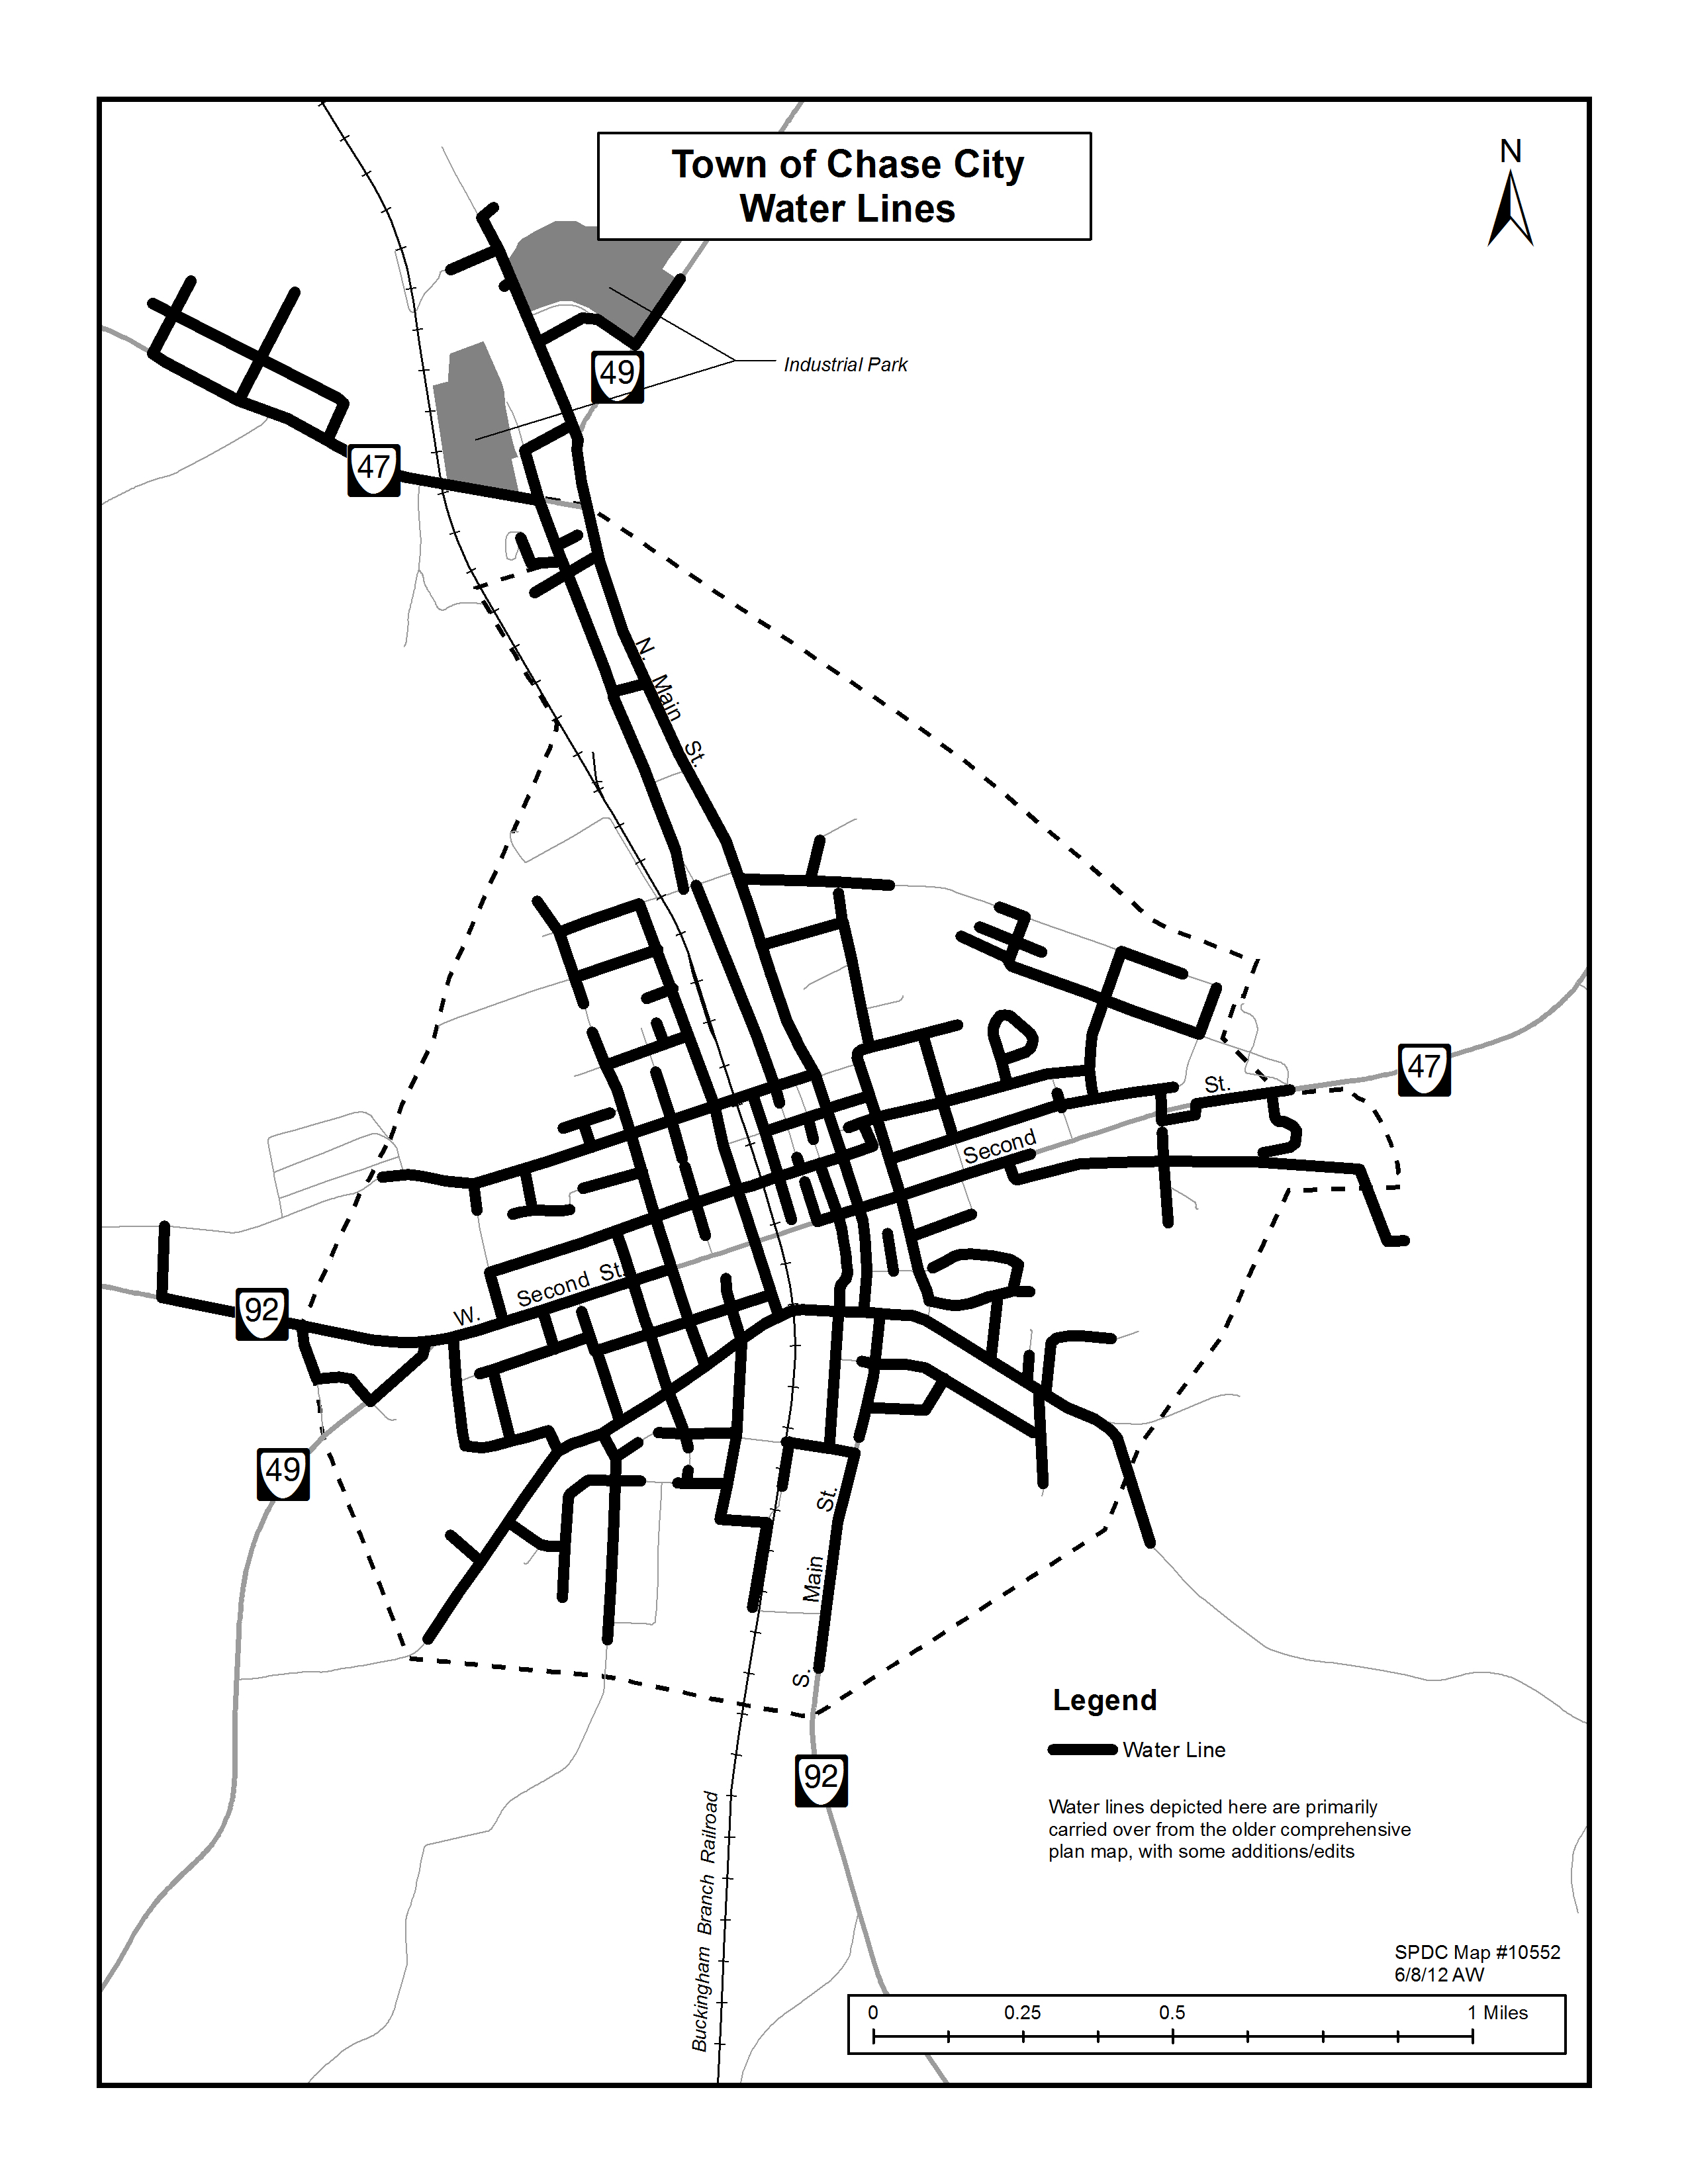 Town of Chase City
Water Lines
N
Industrial Park
49
47
N. Main St.
47
St.
Second
W. Second St.
92
49
S. Main St.
92
Buckingham Branch Railroad
Legend
Water Line
Water lines depicted here are primarily
carried over from the older comprehensive
plan map, with some additions/edits
SPDC Map #10552
6/8/12 AW
0 0.25 0.5 1 Miles